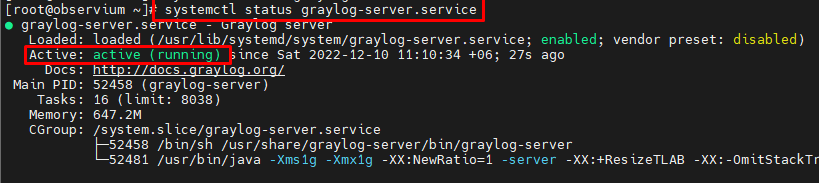 [root@observium ~]# systemctl status graylog-server.service
● graylog-server.service - Graylog server
Loaded: loaded (/usr/lib/systemd/system/graylog-server.service; enabled; vendor preset: disabled)
Active: active (running) since Sat 2022-12-10 11:10:34 +06; 27s ago
Docs: http://docs.graylog.org/
Main PID: 52458 (graylog-server)
Tasks: 16 (limit: 8038)
Memory: 647.2M
CGroup: /system.slice/graylog-server.service
├─52458 /bin/sh /usr/share/graylog-server/bin/graylog-server
└─52481 /usr/bin/java -Xms1g -Xmx1g -XX:NewRatio=1 -server -XX:+ResizeTLAB -XX:-OmitStackTr